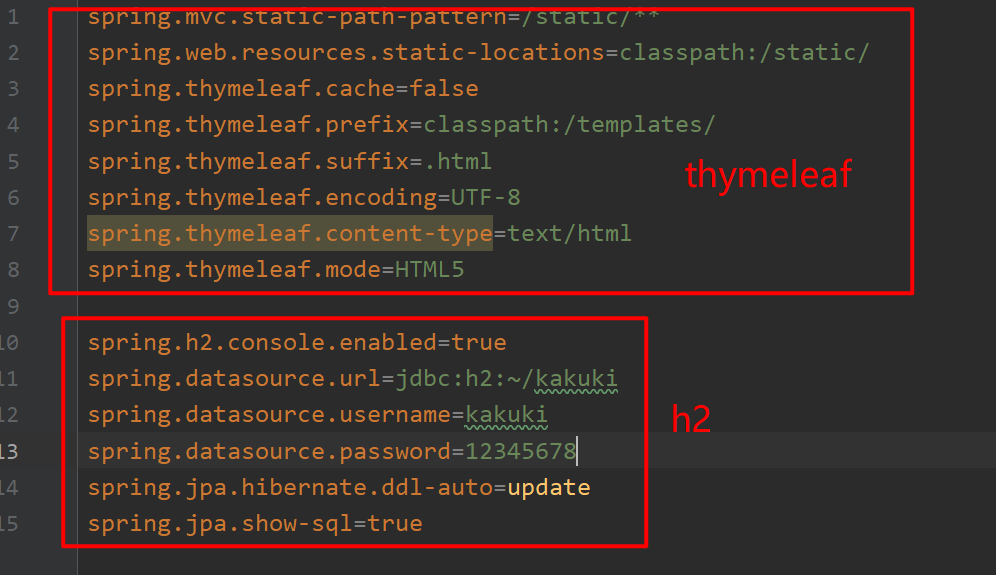 1 spring.mvc.static-path-pattern=/static/**
2 spring.web.resources.static-locations=classpath:/static/
3 spring.thymeleaf.cache=false
4 spring.thymeleaf.prefix=classpath:/templates/
5 spring.thymeleaf.suffix=.html
thymeleaf
6 spring.thymeleaf.encoding=UTF-8
7 spring.thymeleaf.content-type=text/html
8 spring.thymeleaf.mode=HTML5
9
10 spring.h2.console.enabled=true
11 spring.datasource.url=jdbc:h2:~/kakuki
12 spring.datasource.username=kakuki
h2
13 spring.datasource.password=12345678
14 spring.jpa.hibernate.ddl-auto=update
15 spring.jpa.show-sql=true